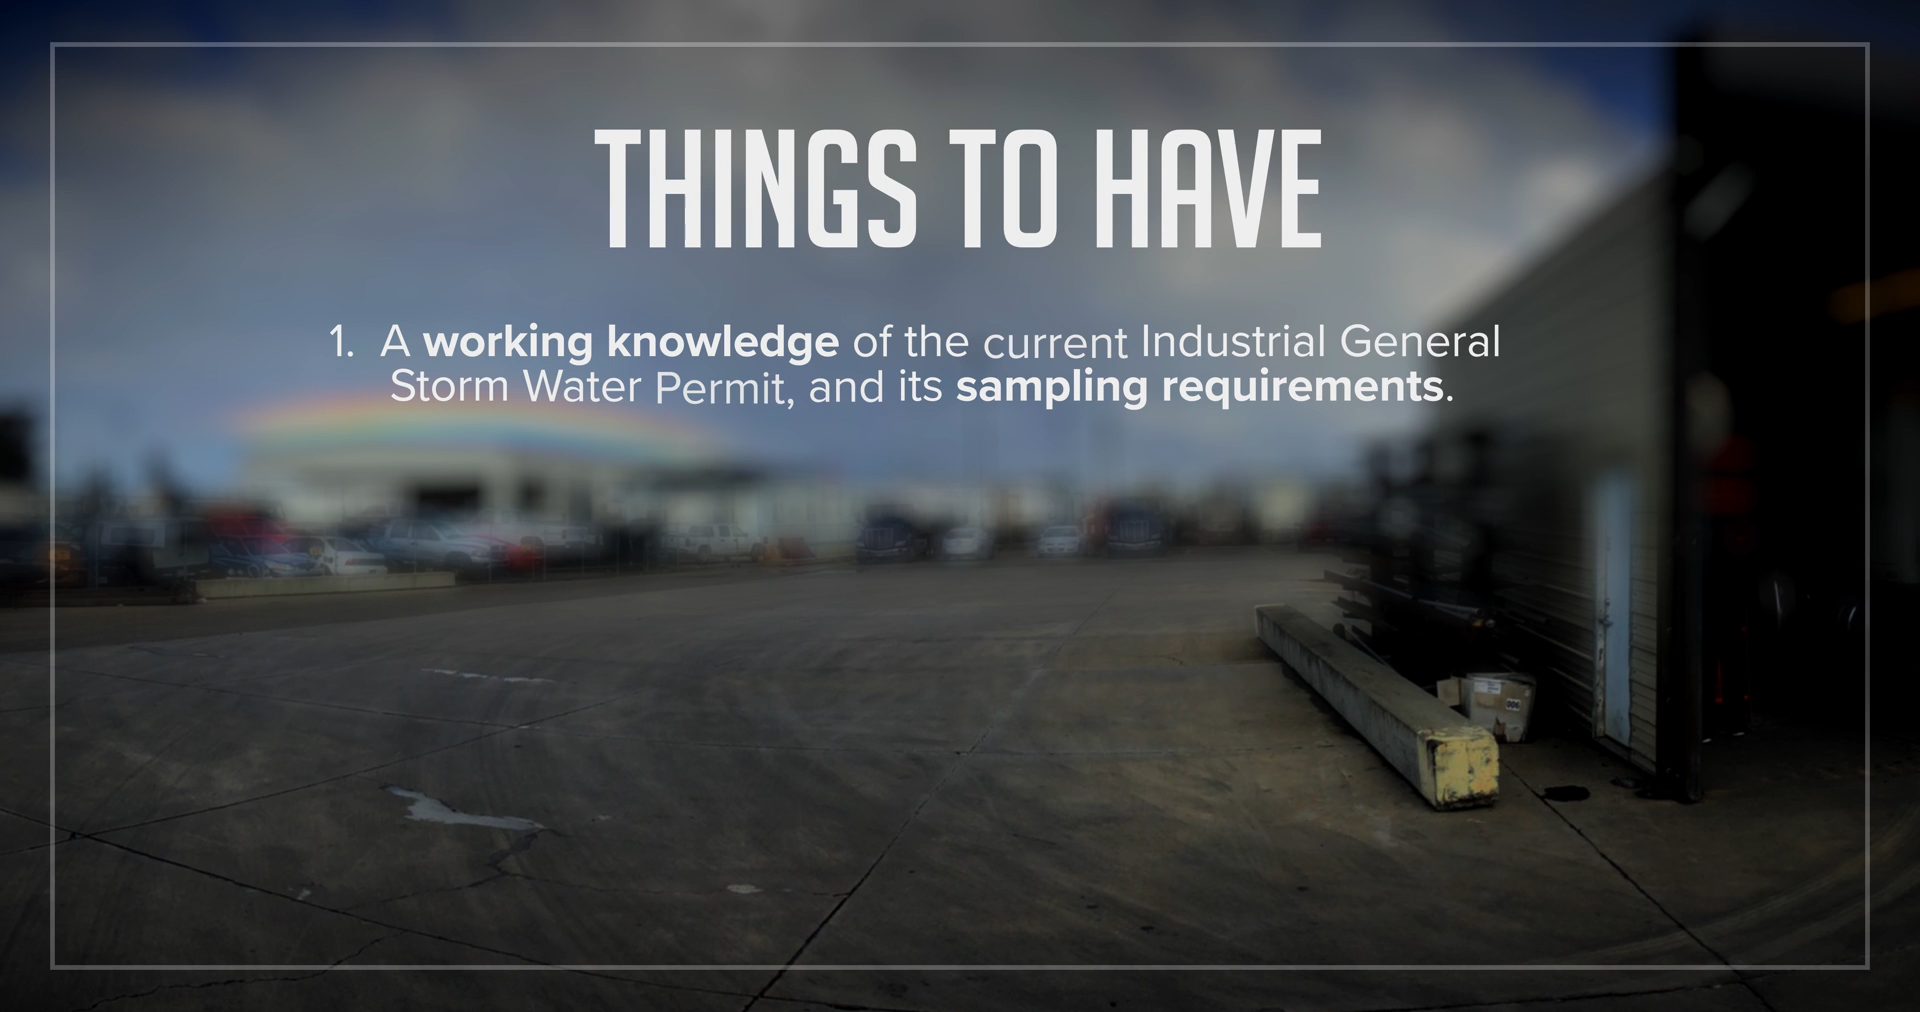 THINGS TO HAVE
1. A working knowledge of the current Industrial General
Storm Water Permit, and its sampling requirements.